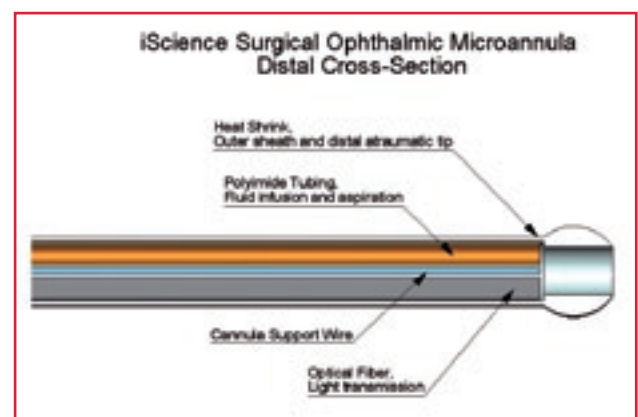 iScience Surgical Ophthalmic Microannula
Distal Cross-Section
Heat Shrink,
Outer sheath and distal atraumatic tip
Polyimide Tubing,
Fluid infusion and aspiration
Cannula Support Wire
Optical Fiber,
Light transmission